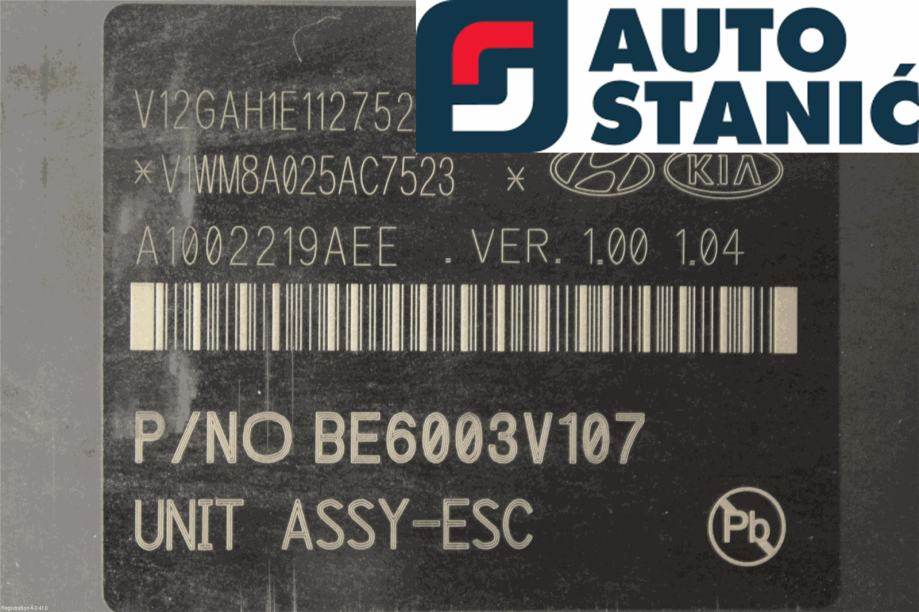 AUTO
STANIĆ
V12GAH1E112752
*V1WM8A025AC7523 *
KIA
A1002219AEE . VER. 1.00 1.04
P/NO BE6003V107
UNIT ASSY-ESC
Pb